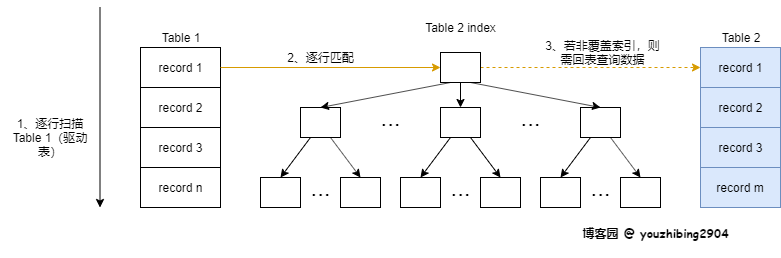 Table 1
Table 2 index
Table 2
1、逐行扫描
Table 1（驱动
表）
2、逐行匹配
3、若非覆盖索引，则
需回表查询数据
record 1
record 2
record 3
record n
...
...
...
...
...
record 1
record 2
record 3
record m
博客园 @ youzhibing2904